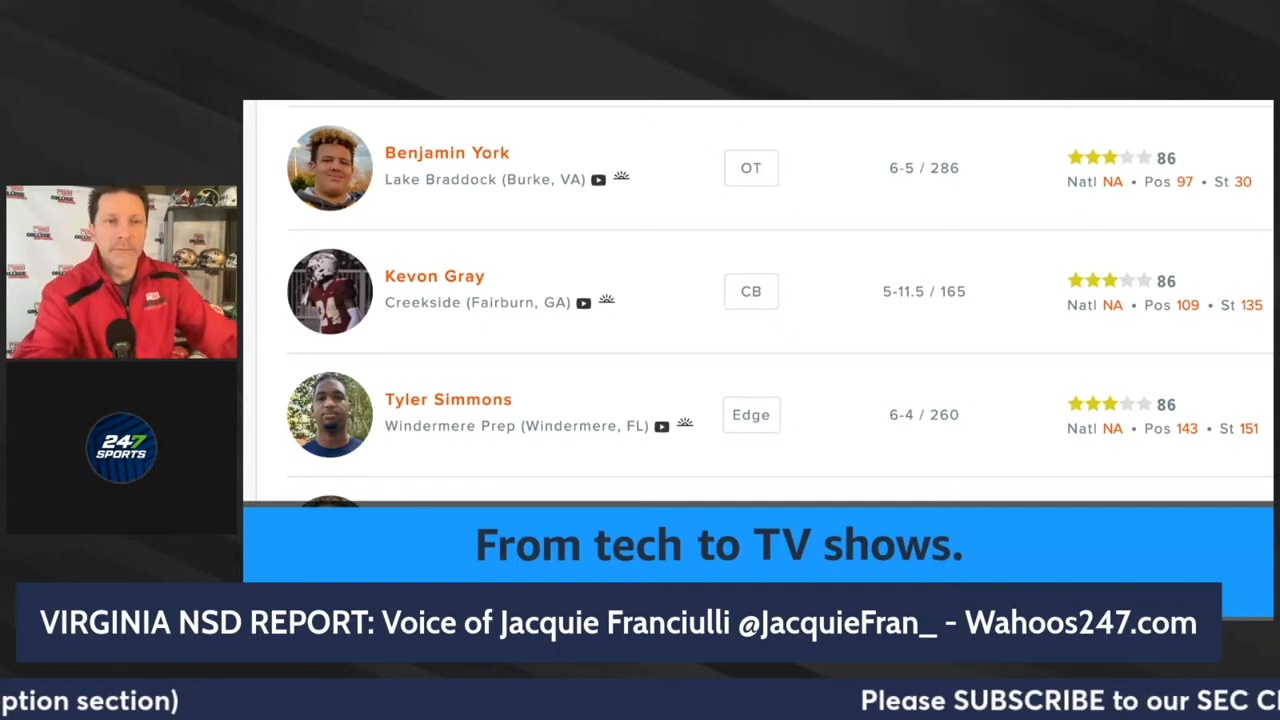 Benjamin York
Lake Braddock (Burke, VA)
OT
6-5 / 286
86
Natl NA • Pos 97 • St 30
Kevon Gray
Creekside (Fairburn, GA)
CB
5-11.5 / 165
86
Natl NA • Pos 109 • St 135
Tyler Simmons
Windermere Prep (Windermere, FL)
Edge
6-4 / 260
86
Natl NA • Pos 143 • St 151
247
SPORTS
From tech to TV shows.
VIRGINIA NSD REPORT: Voice of Jacquie Franciulli @JacquieFran_ - Wahoos247.com
ption section)
Please SUBSCRIBE to our SEC C